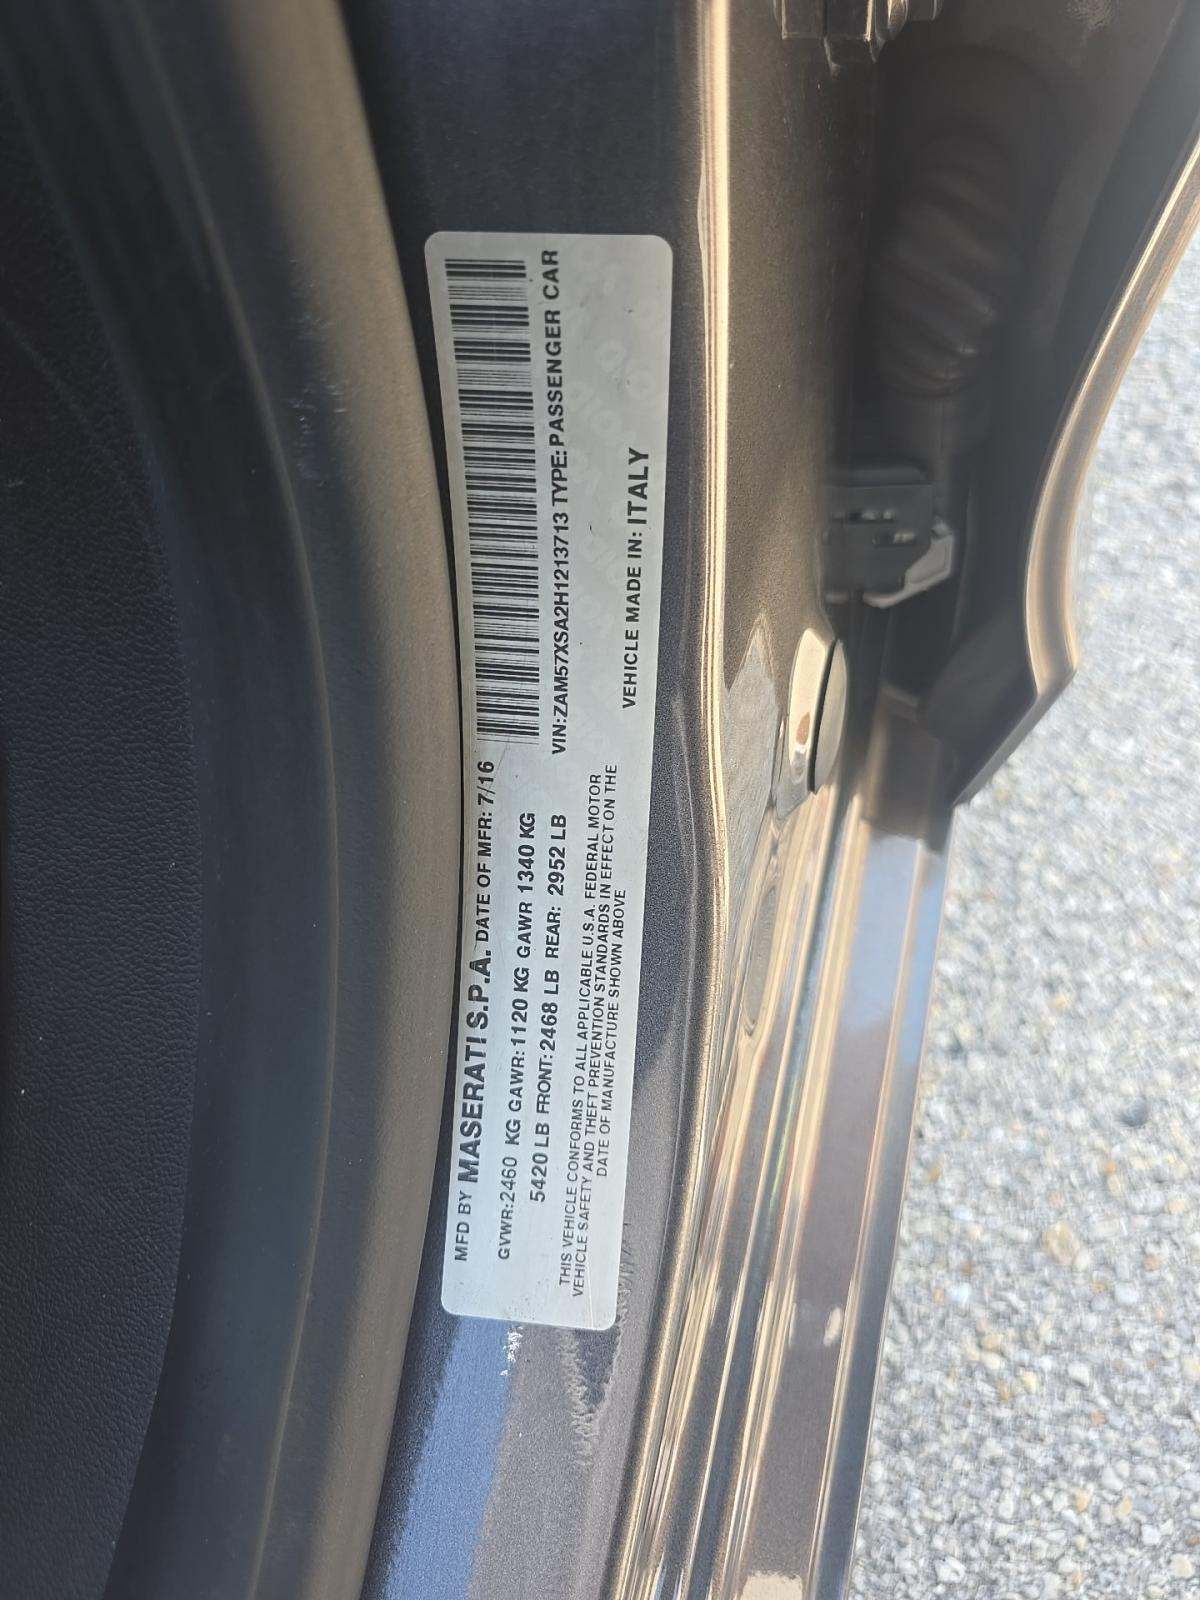 MFD BY MASERATI S.P.A. DATE OF MFR: 7/16
GVWR:2460 KG GAWR:1120 KG GAWR 1340 KG
5420 LB FRONT:2468 LB REAR: 2952 LB
THIS VEHICLE CONFORMS TO ALL APPLICABLE U.S.A. FEDERAL MOTOR
VEHICLE SAFETY AND THEFT PREVENTION STANDARDS IN EFFECT ON THE
DATE OF MANUFACTURE SHOWN ABOVE
VIN:ZAM57XSA2H1213713 TYPE:PASSENGER CAR
VEHICLE MADE IN: ITALY